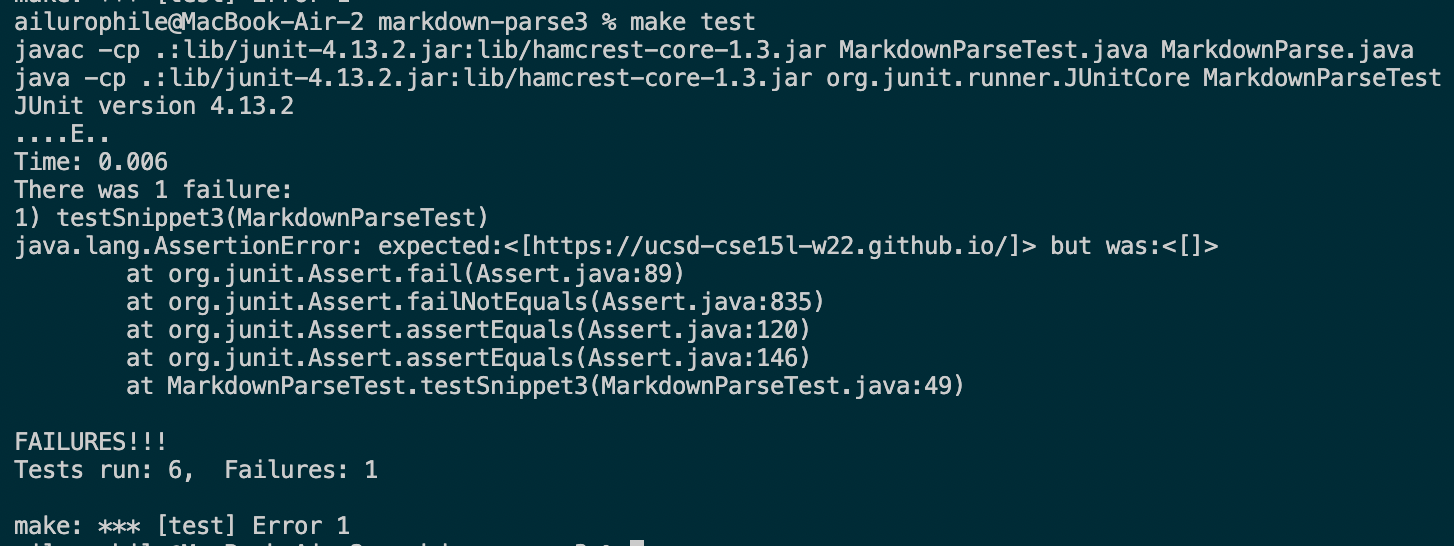 ailurophile@MacBook-Air-2 markdown-parse3 % make test
javac -cp .:lib/junit-4.13.2.jar:lib/hamcrest-core-1.3.jar MarkdownParseTest.java MarkdownParse.java
java -cp .:lib/junit-4.13.2.jar:lib/hamcrest-core-1.3.jar org.junit.runner.JUnitCore MarkdownParseTest
JUnit version 4.13.2
....E..
Time: 0.006
There was 1 failure:
1) testSnippet3(MarkdownParseTest)
java.lang.AssertionError: expected:<[https://ucsd-cse15l-w22.github.io/]> but was:<[]>
at org.junit.Assert.fail(Assert.java:89)
at org.junit.Assert.failNotEquals(Assert.java:835)
at org.junit.Assert.assertEquals(Assert.java:120)
at org.junit.Assert.assertEquals(Assert.java:146)
at MarkdownParseTest.testSnippet3(MarkdownParseTest.java:49)
FAILURES!!!
Tests run: 6,  Failures: 1
make: *** [test] Error 1